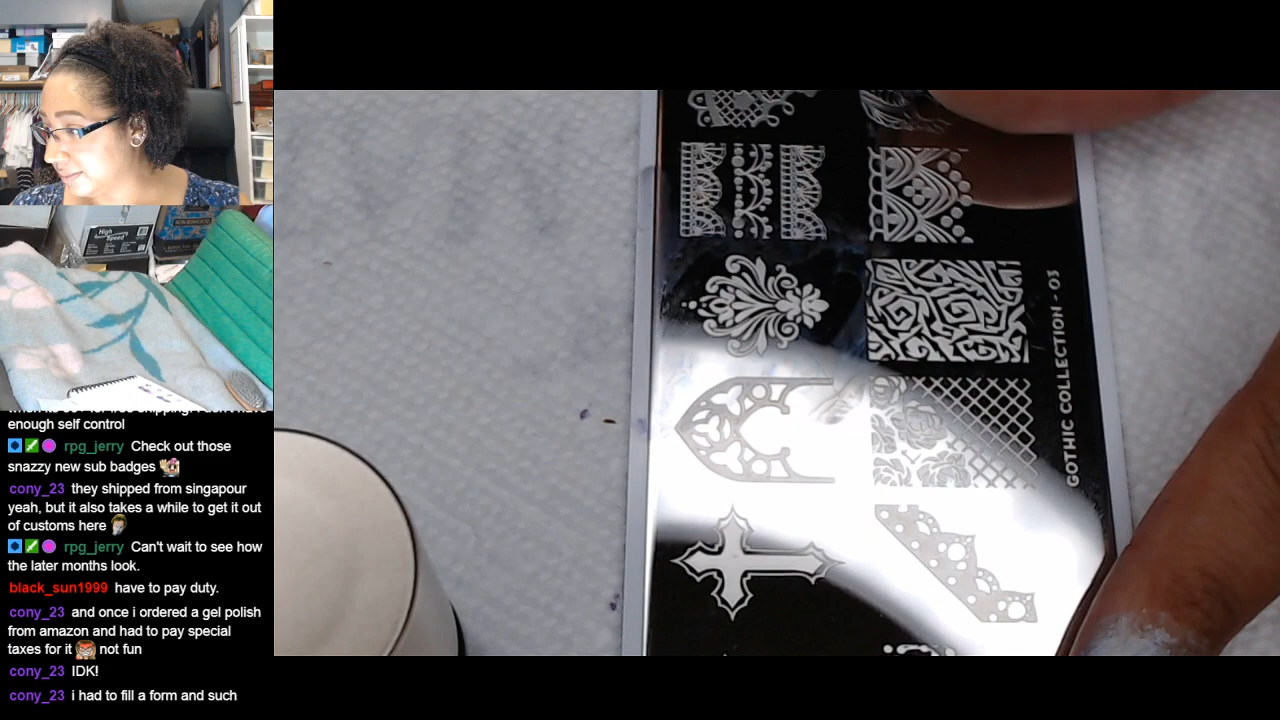 High
Speed
GOTHIC COLLECTION - 03
enough self control
rpg_jerry Check out those
snazzy new sub badges
cony_23 they shipped from singapour
yeah, but it also takes a while to get it out
of customs here
rpg_jerry Can't wait to see how
the later months look.
black_sun1999 have to pay duty.
cony_23 and once i ordered a gel polish
from amazon and had to pay special
taxes for it not fun
cony_23 IDK!
cony_23 i had to fill a form and such